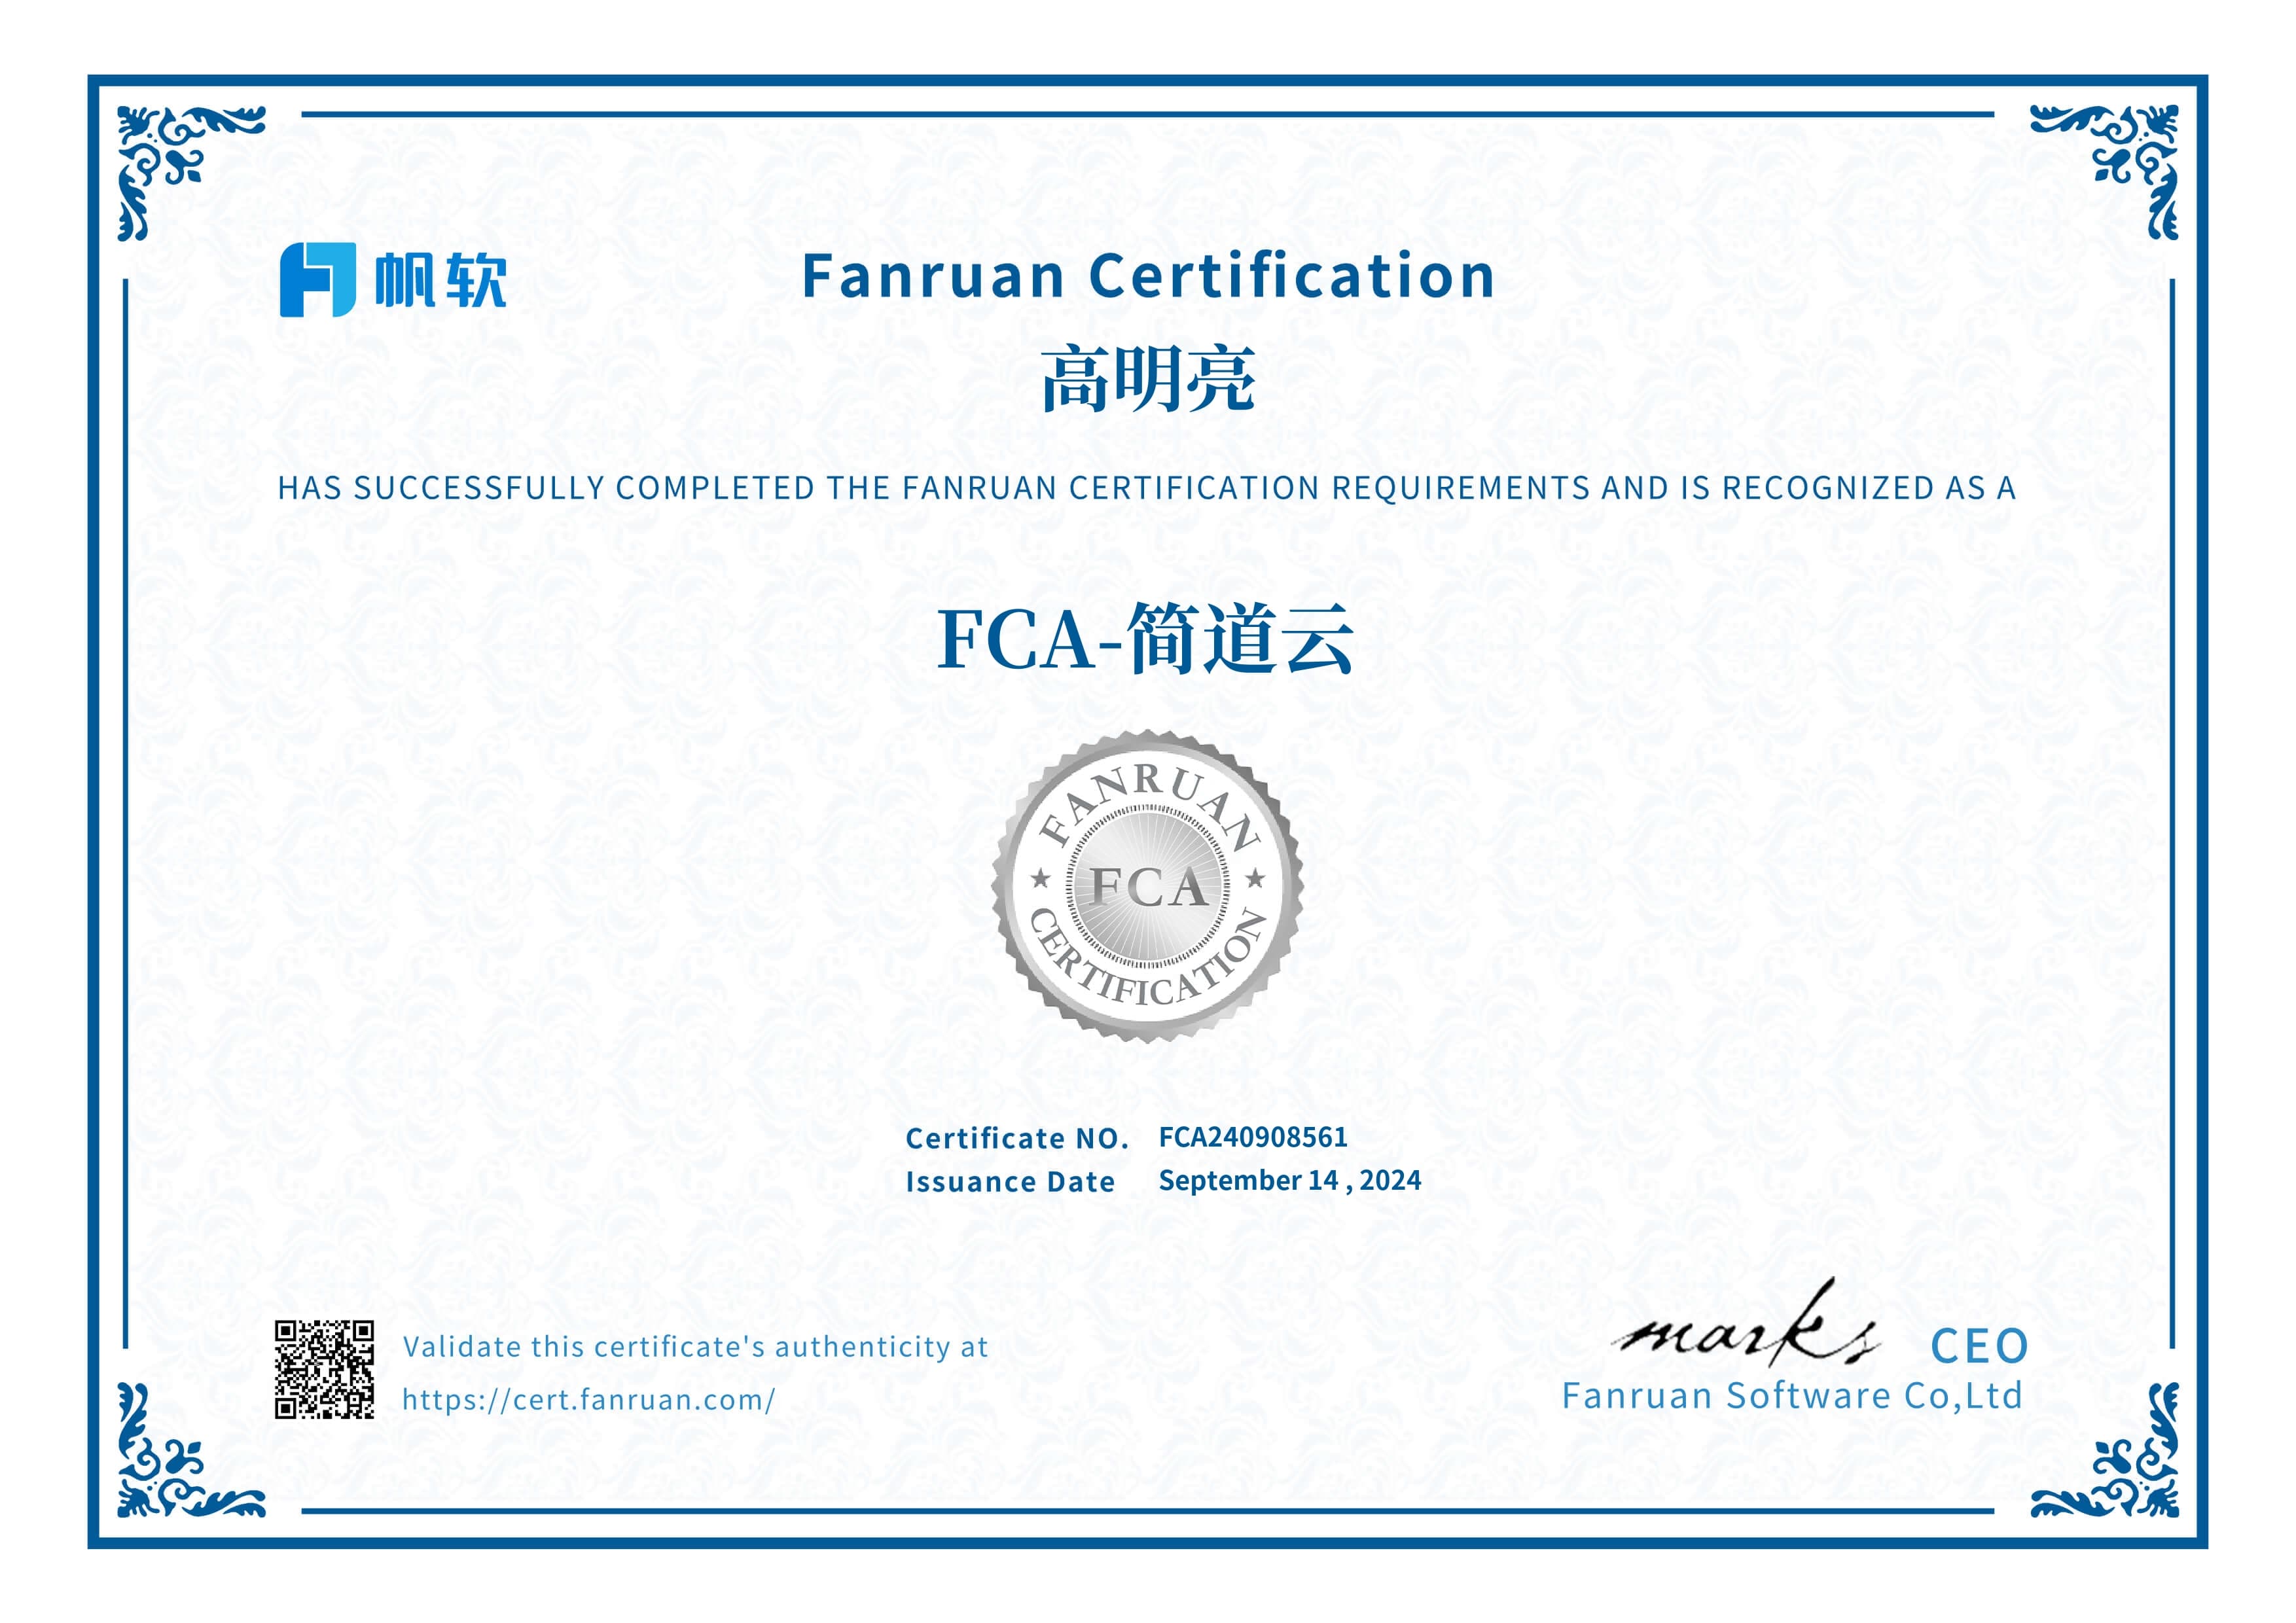 帆软
Fanruan Certification
高明亮
HAS SUCCESSFULLY COMPLETED THE FANRUAN CERTIFICATION REQUIREMENTS AND IS RECOGNIZED AS A
FCA-简道云
FANRUAN
FCA
CERTIFICATION
Certificate NO. FCA240908561
Issuance Date September 14 , 2024
marks CEO
Validate this certificate's authenticity at
https://cert.fanruan.com/
Fanruan Software Co,Ltd